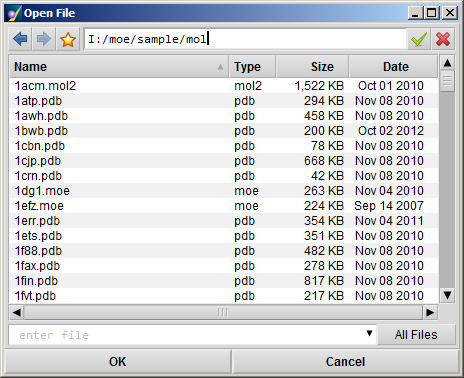 Open File
I:/moe/sample/mol
Name Type Size Date
1acm.mol2 mol2 1,522 KB Oct 01 2010
1atp.pdb pdb 294 KB Nov 08 2010
1awh.pdb pdb 458 KB Nov 08 2010
1bwb.pdb pdb 200 KB Oct 02 2012
1cbn.pdb pdb 78 KB Nov 08 2010
1cjp.pdb pdb 668 KB Nov 08 2010
1crn.pdb pdb 42 KB Nov 08 2010
1dg1.moe moe 263 KB Nov 04 2010
1efz.moe moe 224 KB Sep 14 2007
1err.pdb pdb 354 KB Nov 04 2011
1ets.pdb pdb 351 KB Nov 08 2010
1f88.pdb pdb 482 KB Nov 08 2010
1fax.pdb pdb 278 KB Nov 08 2010
1fin.pdb pdb 817 KB Nov 08 2010
1fvt.pdb pdb 217 KB Nov 08 2010
enter file All Files
OK Cancel